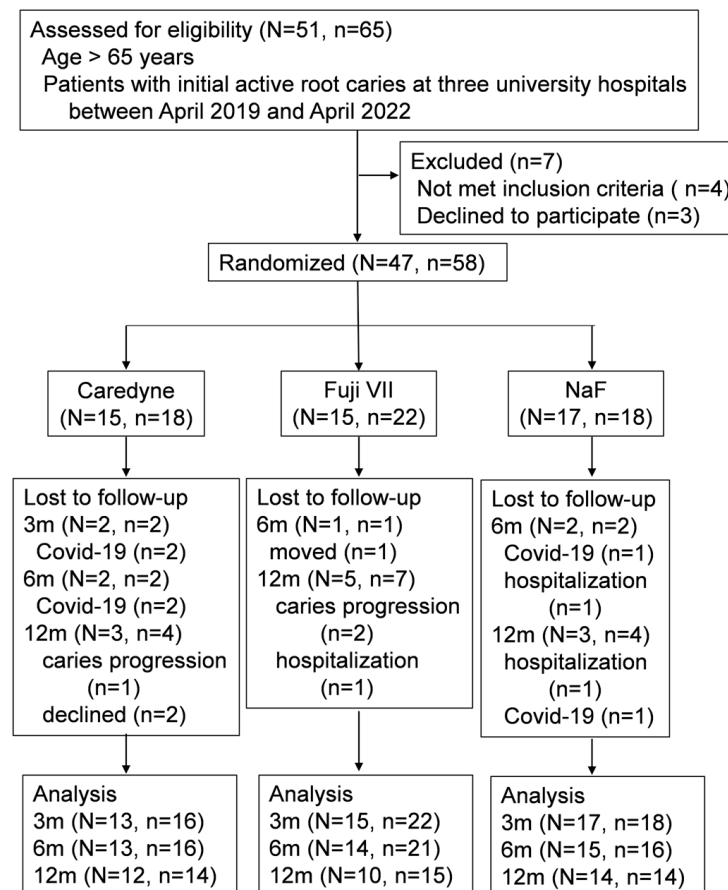 Assessed for eligibility (N=51, n=65)
Age > 65 years
Patients with initial active root caries at three university hospitals
between April 2019 and April 2022
Excluded (n=7)
Not met inclusion criteria ( n=4)
Declined to participate (n=3)
Randomized (N=47, n=58)
Caredyne
(N=15, n=18)
Fuji VII
(N=15, n=22)
NaF
(N=17, n=18)
Lost to follow-up
3m (N=2, n=2)
Covid-19 (n=2)
6m (N=2, n=2)
Covid-19 (n=2)
12m (N=3, n=4)
caries progression
(n=1)
declined (n=2)
Lost to follow-up
6m (N=1, n=1)
moved (n=1)
12m (N=5, n=7)
caries progression
(n=2)
hospitalization
(n=1)
Lost to follow-up
6m (N=2, n=2)
Covid-19 (n=1)
hospitalization
(n=1)
12m (N=3, n=4)
hospitalization
(n=1)
Covid-19 (n=1)
Analysis
3m (N=13, n=16)
6m (N=13, n=16)
12m (N=12, n=14)
Analysis
3m (N=15, n=22)
6m (N=14, n=21)
12m (N=10, n=15)
Analysis
3m (N=17, n=18)
6m (N=15, n=16)
12m (N=14, n=14)